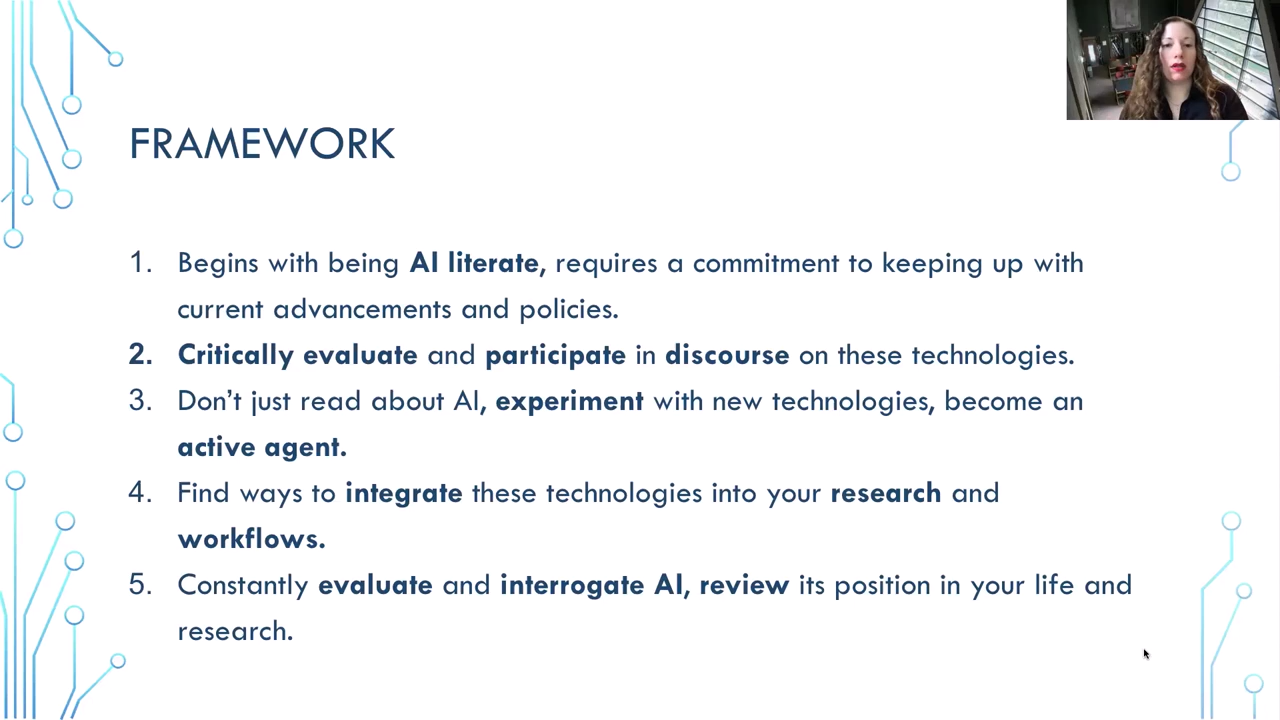 FRAMEWORK
1. Begins with being AI literate, requires a commitment to keeping up with
current advancements and policies.
2. Critically evaluate and participate in discourse on these technologies.
3. Don’t just read about AI, experiment with new technologies, become an
active agent.
4. Find ways to integrate these technologies into your research and
workflows.
5. Constantly evaluate and interrogate AI, review its position in your life and
research.